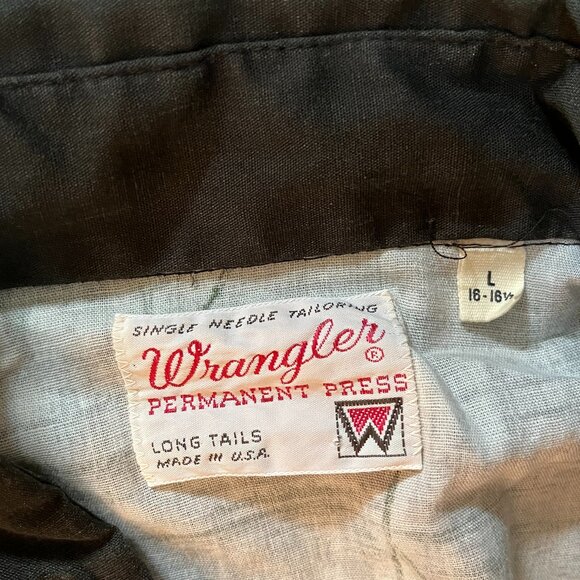 SINGLE NEEDLE TAILORING
Wrangler®
PERMANENT PRESS
LONG TAILS
MADE IN U.S.A.
W
L
16-16½